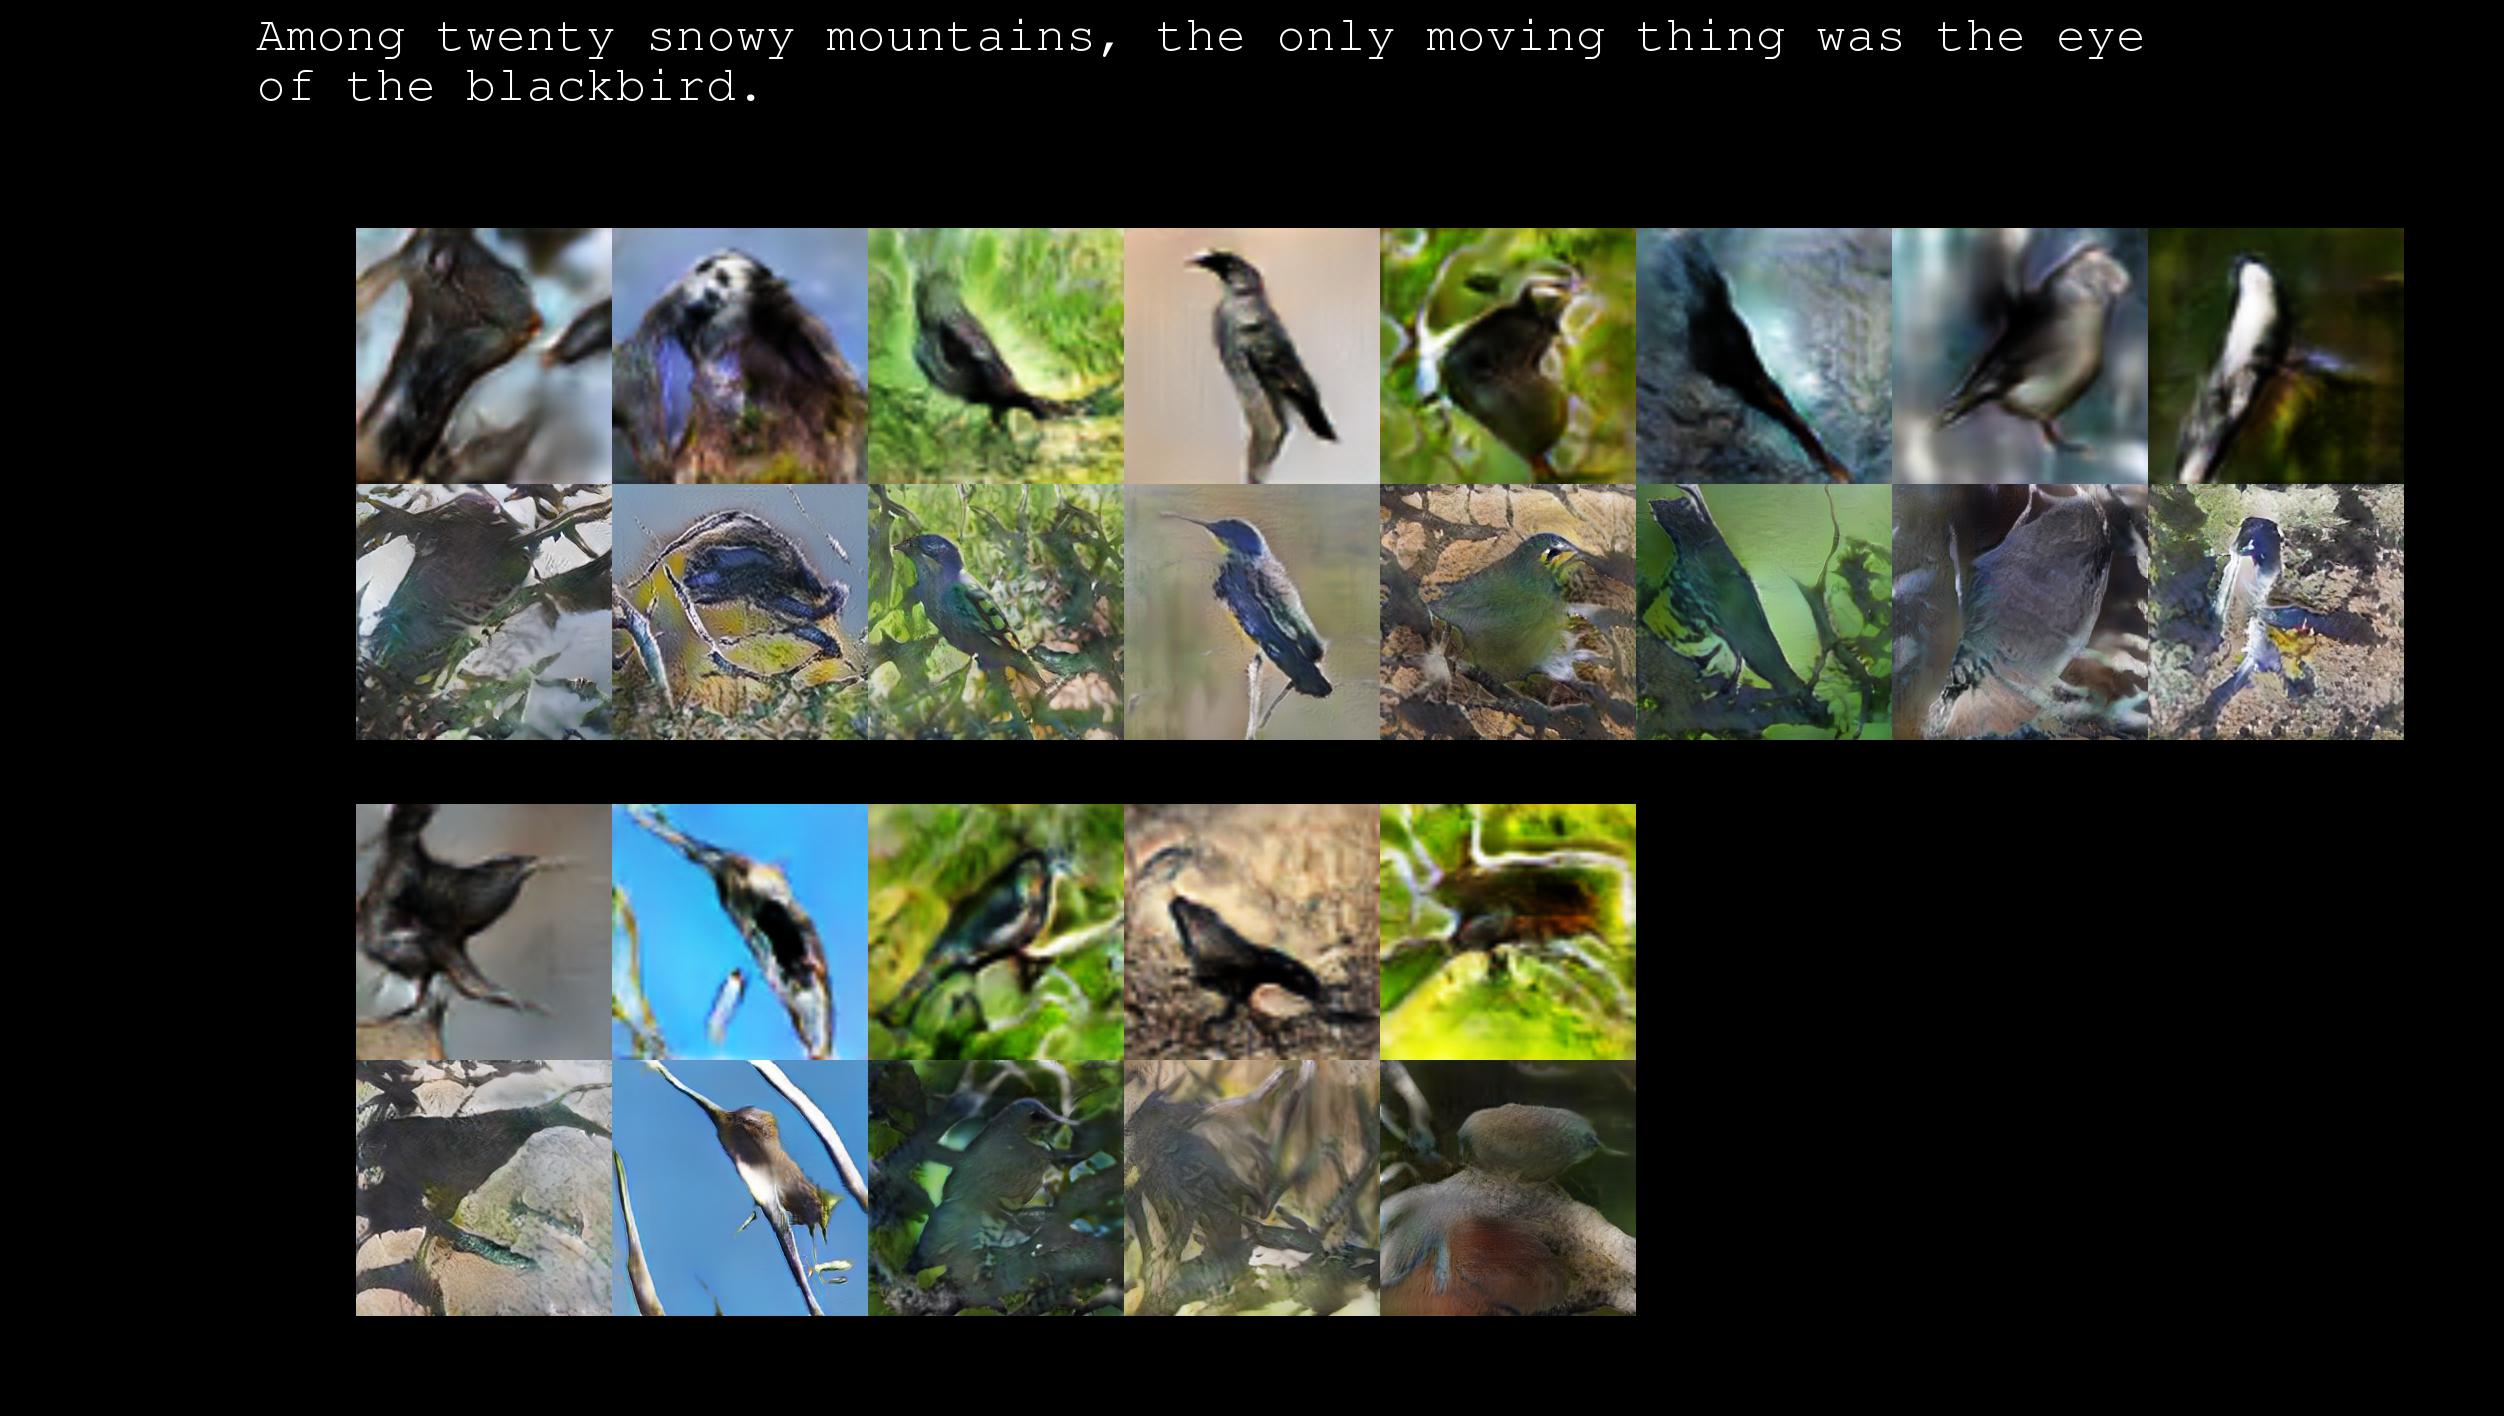 Among twenty snowy mountains, the only moving thing was the eye
of the blackbird.